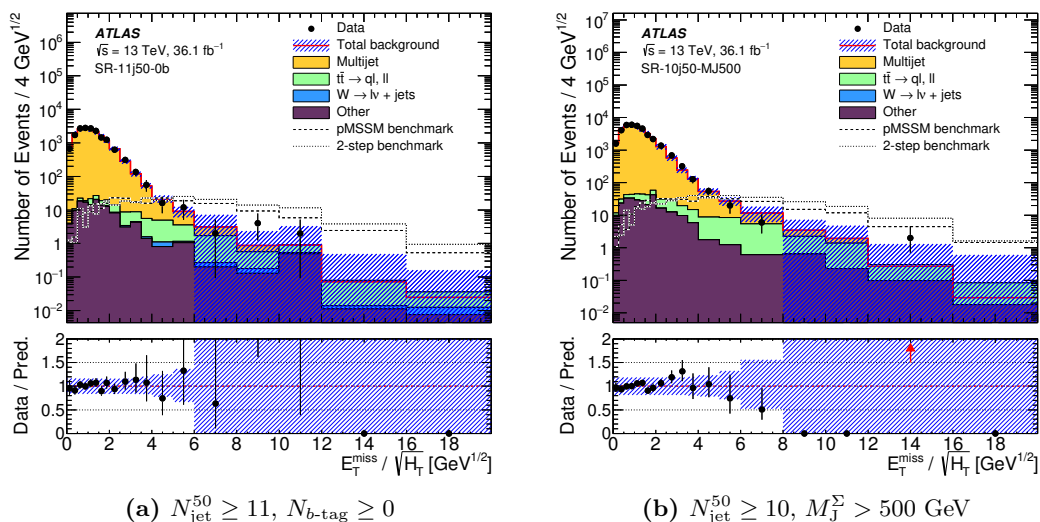 ATLAS
√s = 13 TeV, 36.1 fb⁻¹
SR-11j50-0b
Data
Total background
Multijet
tt̄ → ql, ll
W → lν + jets
Other
pMSSM benchmark
2-step benchmark
Number of Events / 4 GeV^1/2
10⁷
10⁶
10⁵
10⁴
10³
10²
10
1
10⁻¹
10⁻²
Data / Pred.
2
1.5
1
0.5
0
0 2 4 6 8 10 12 14 16 18
E_T^miss / √H_T [GeV^1/2]
(a) N_jet^50 ≥ 11, N_b-tag ≥ 0
ATLAS
√s = 13 TeV, 36.1 fb⁻¹
SR-10j50-MJ500
Data
Total background
Multijet
tt̄ → ql, ll
W → lν + jets
Other
pMSSM benchmark
2-step benchmark
Number of Events / 4 GeV^1/2
10⁷
10⁶
10⁵
10⁴
10³
10²
10
1
10⁻¹
10⁻²
Data / Pred.
2
1.5
1
0.5
0
0 2 4 6 8 10 12 14 16 18
E_T^miss / √H_T [GeV^1/2]
(b) N_jet^50 ≥ 10, M_J^Σ > 500 GeV